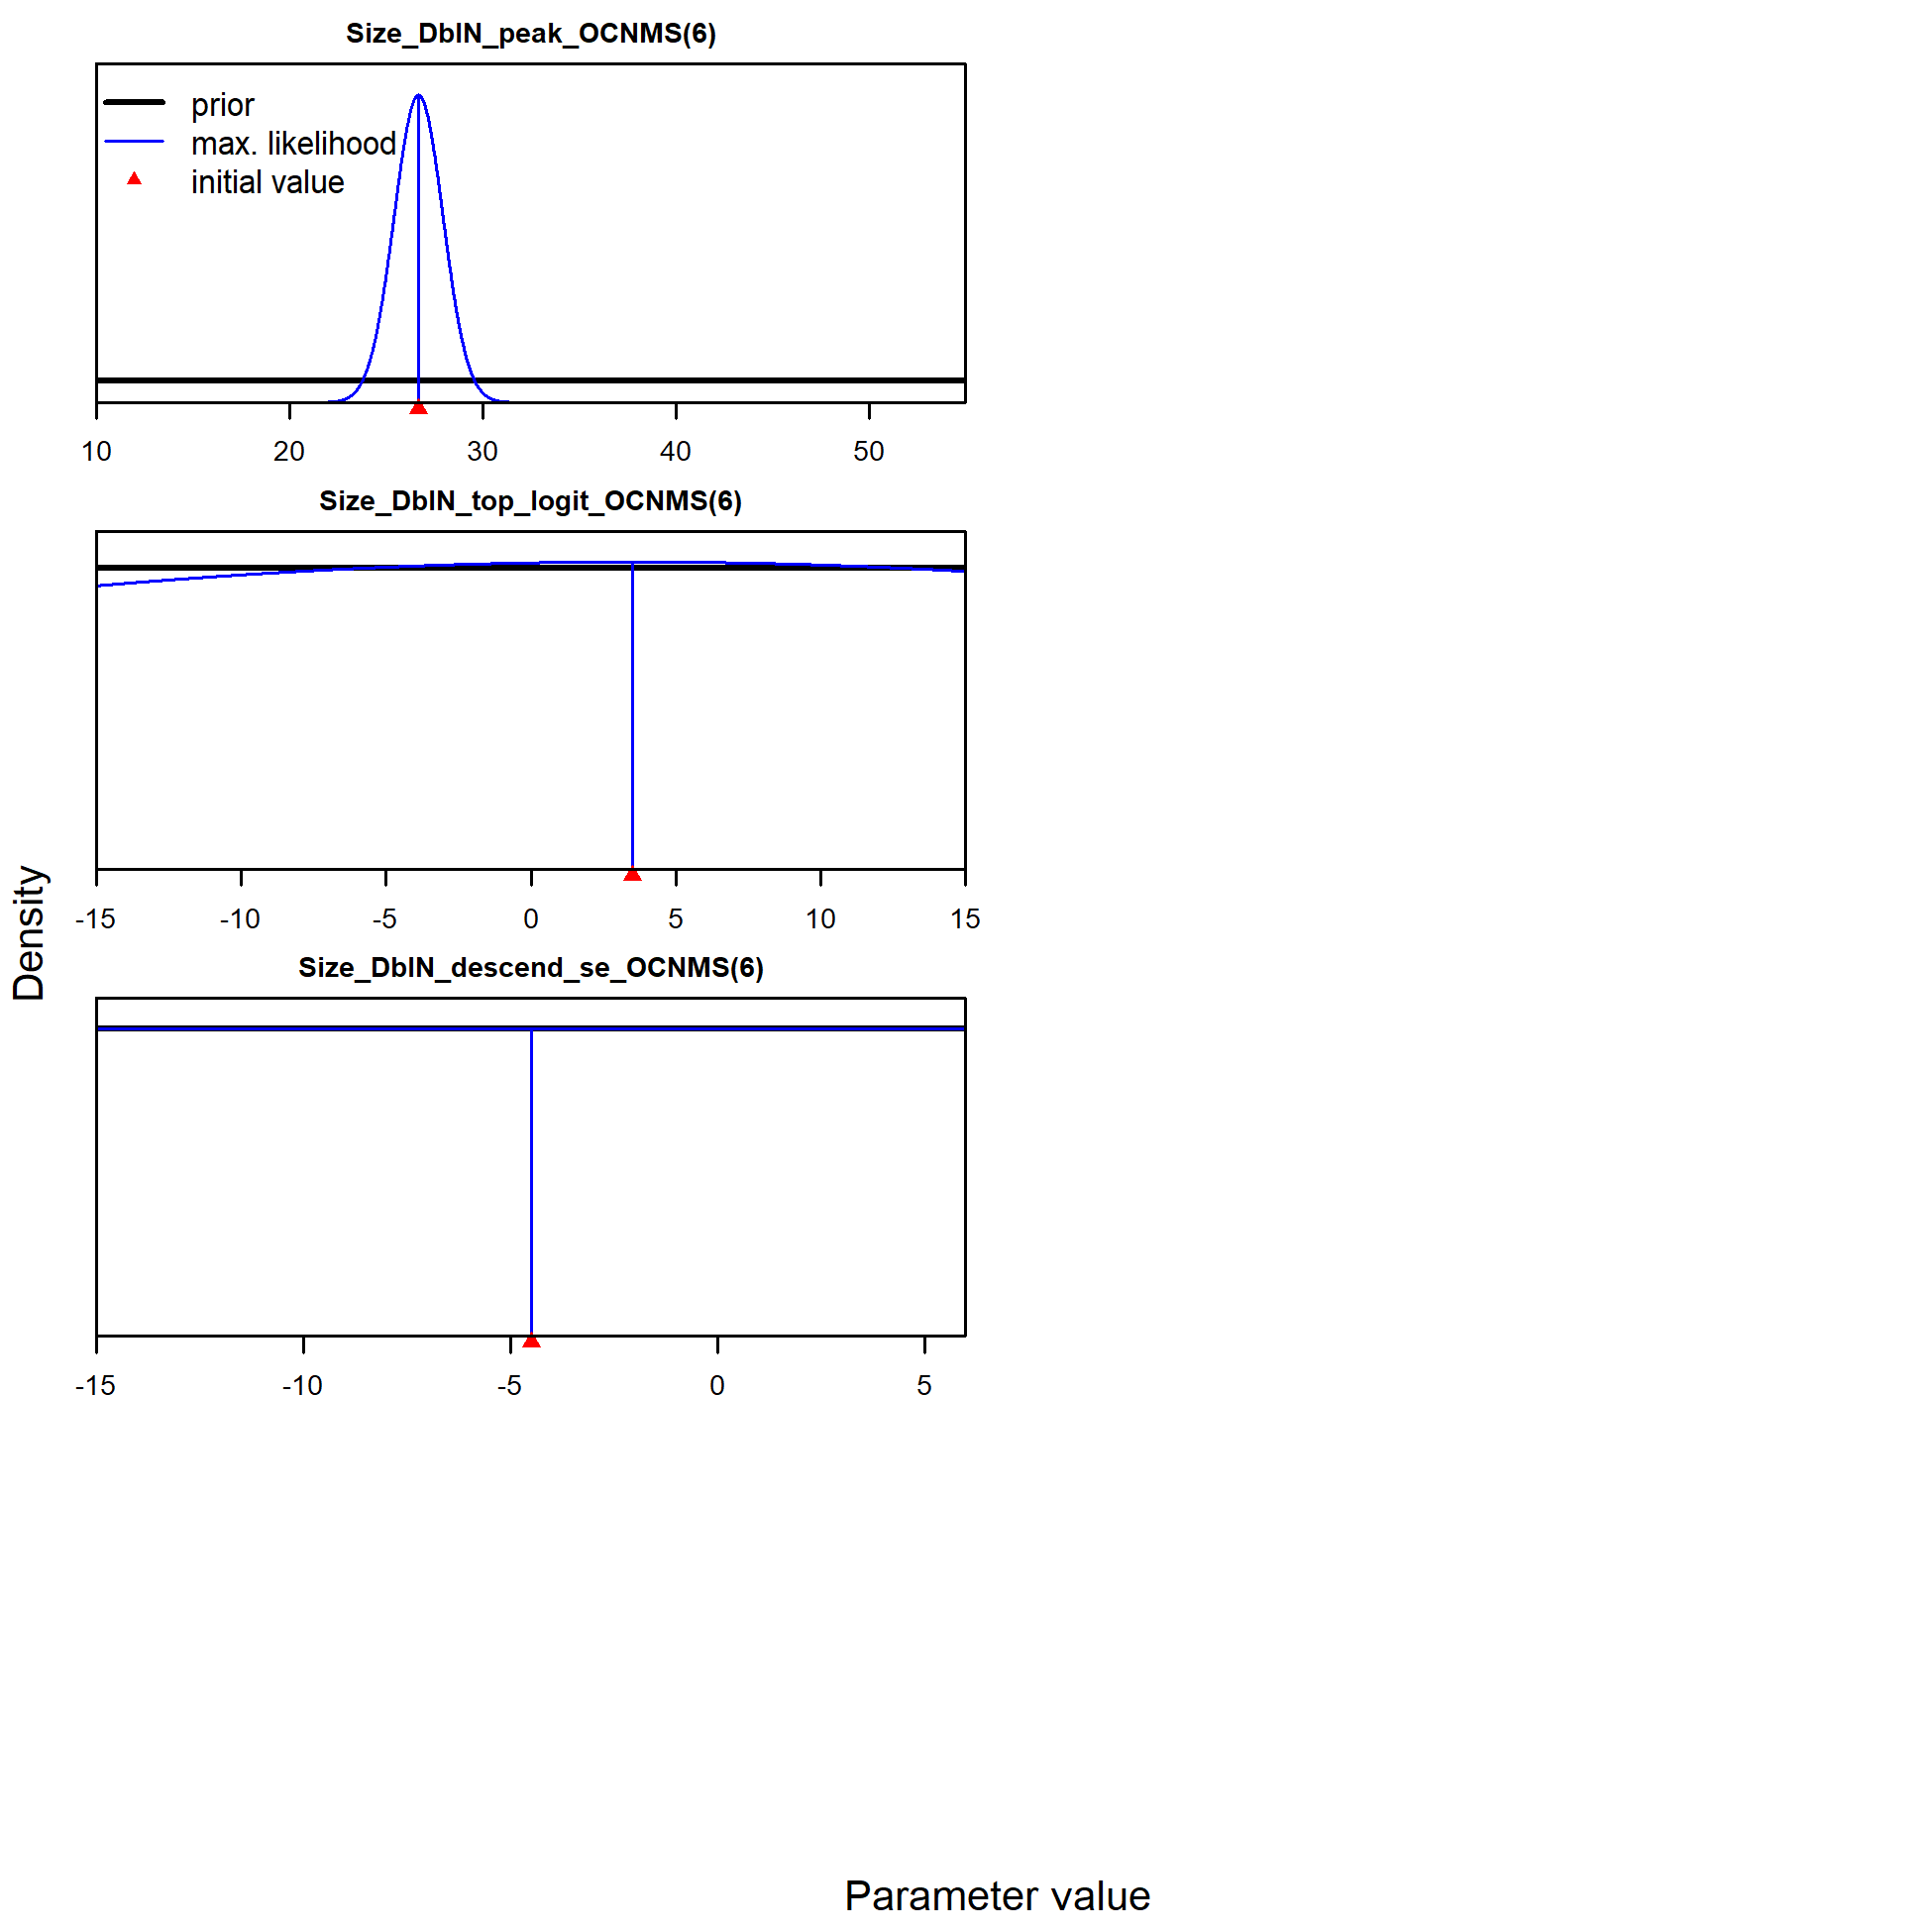 Size_DblN_peak_OCNMS(6)
prior
max. likelihood
initial value
10 20 30 40 50
Size_DblN_top_logit_OCNMS(6)
-15 -10 -5 0 5 10 15
Density
Size_DblN_descend_se_OCNMS(6)
-15 -10 -5 0 5
Parameter value